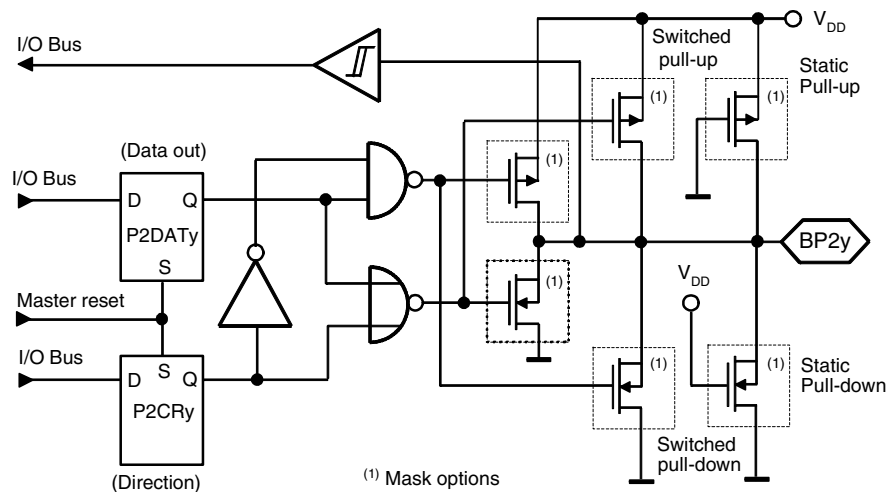 I/O Bus
Switched
pull-up
V_DD
Static
Pull-up
(1)
(1)
(Data out)
(1)
I/O Bus
D
Q
P2DATy
S
BP2y
V_DD
(1)
Master reset
S
I/O Bus
D
Q
P2CRy
(1)
(1)
Static
Pull-down
Switched
pull-down
(Direction)
(1) Mask options